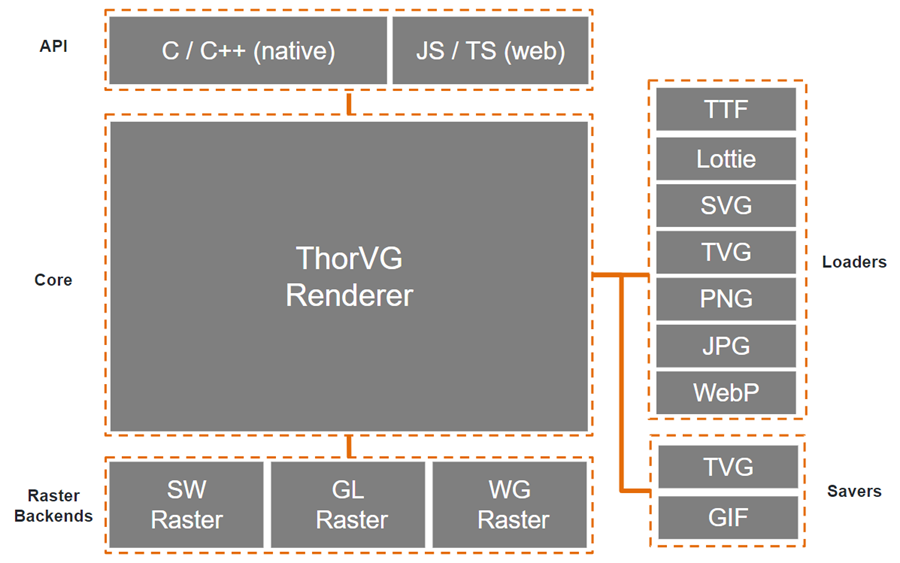 API
C / C++ (native)
JS / TS (web)
Core
ThorVG
Renderer
TTF
Lottie
SVG
TVG
PNG
JPG
WebP
Loaders
Raster
Backends
SW
Raster
GL
Raster
WG
Raster
TVG
GIF
Savers